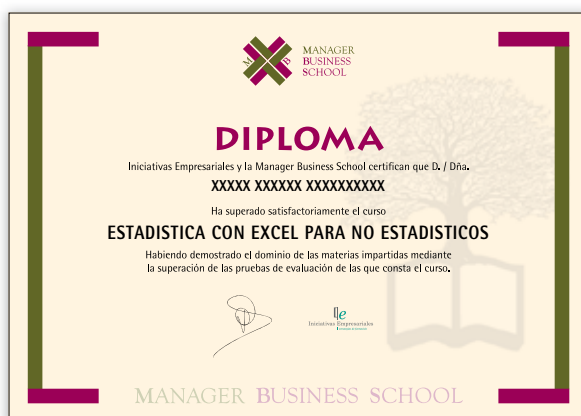 M B
MANAGER
BUSINESS
SCHOOL
DIPLOMA
Iniciativas Empresariales y la Manager Business School certifican que D. / Dña.
XXXXX XXXXXX XXXXXXXXXX
Ha superado satisfactoriamente el curso
ESTADISTICA CON EXCEL PARA NO ESTADISTICOS
Habiendo demostrado el dominio de las materias impartidas mediante
la superación de las pruebas de evaluación de las que consta el curso.
Ie
Iniciativas Empresariales
MANAGER BUSINESS SCHOOL